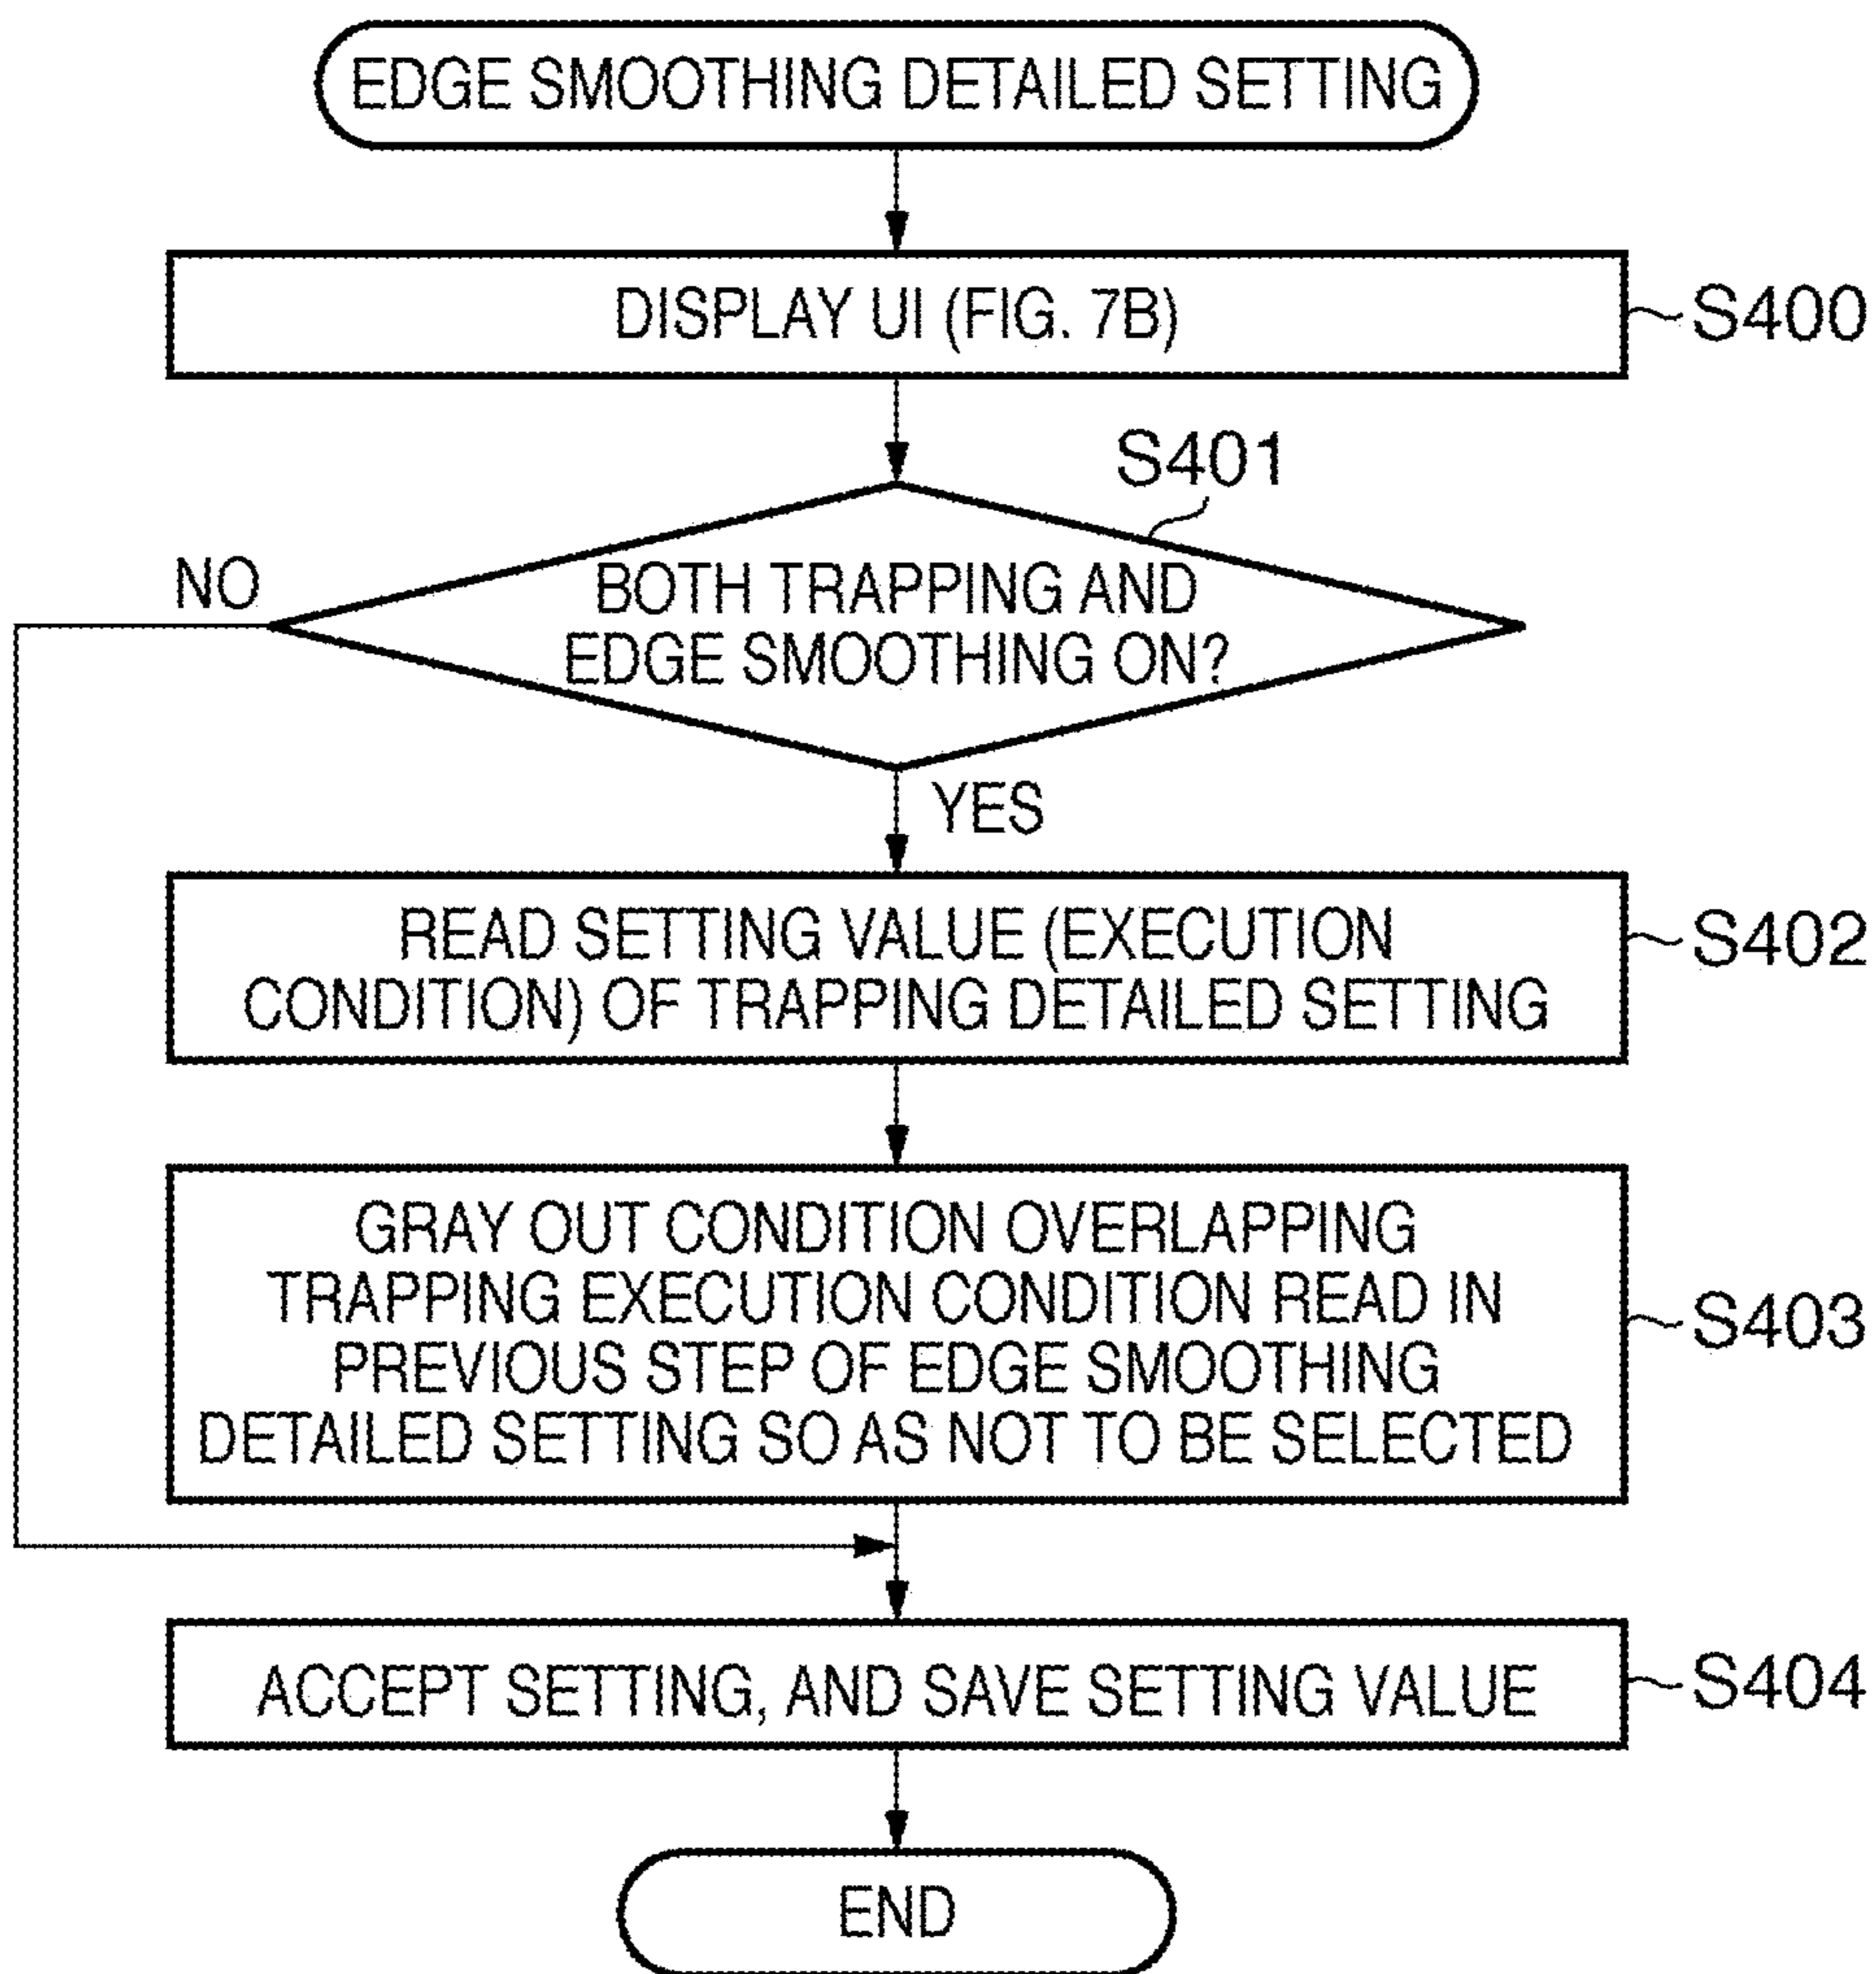 EDGE SMOOTHING DETAILED SETTING
DISPLAY UI (FIG. 7B)
S400
S401
NO
BOTH TRAPPING AND
EDGE SMOOTHING ON?
YES
READ SETTING VALUE (EXECUTION
CONDITION) OF TRAPPING DETAILED SETTING
S402
GRAY OUT CONDITION OVERLAPPING
TRAPPING EXECUTION CONDITION READ IN
PREVIOUS STEP OF EDGE SMOOTHING
DETAILED SETTING SO AS NOT TO BE SELECTED
S403
ACCEPT SETTING, AND SAVE SETTING VALUE
S404
END